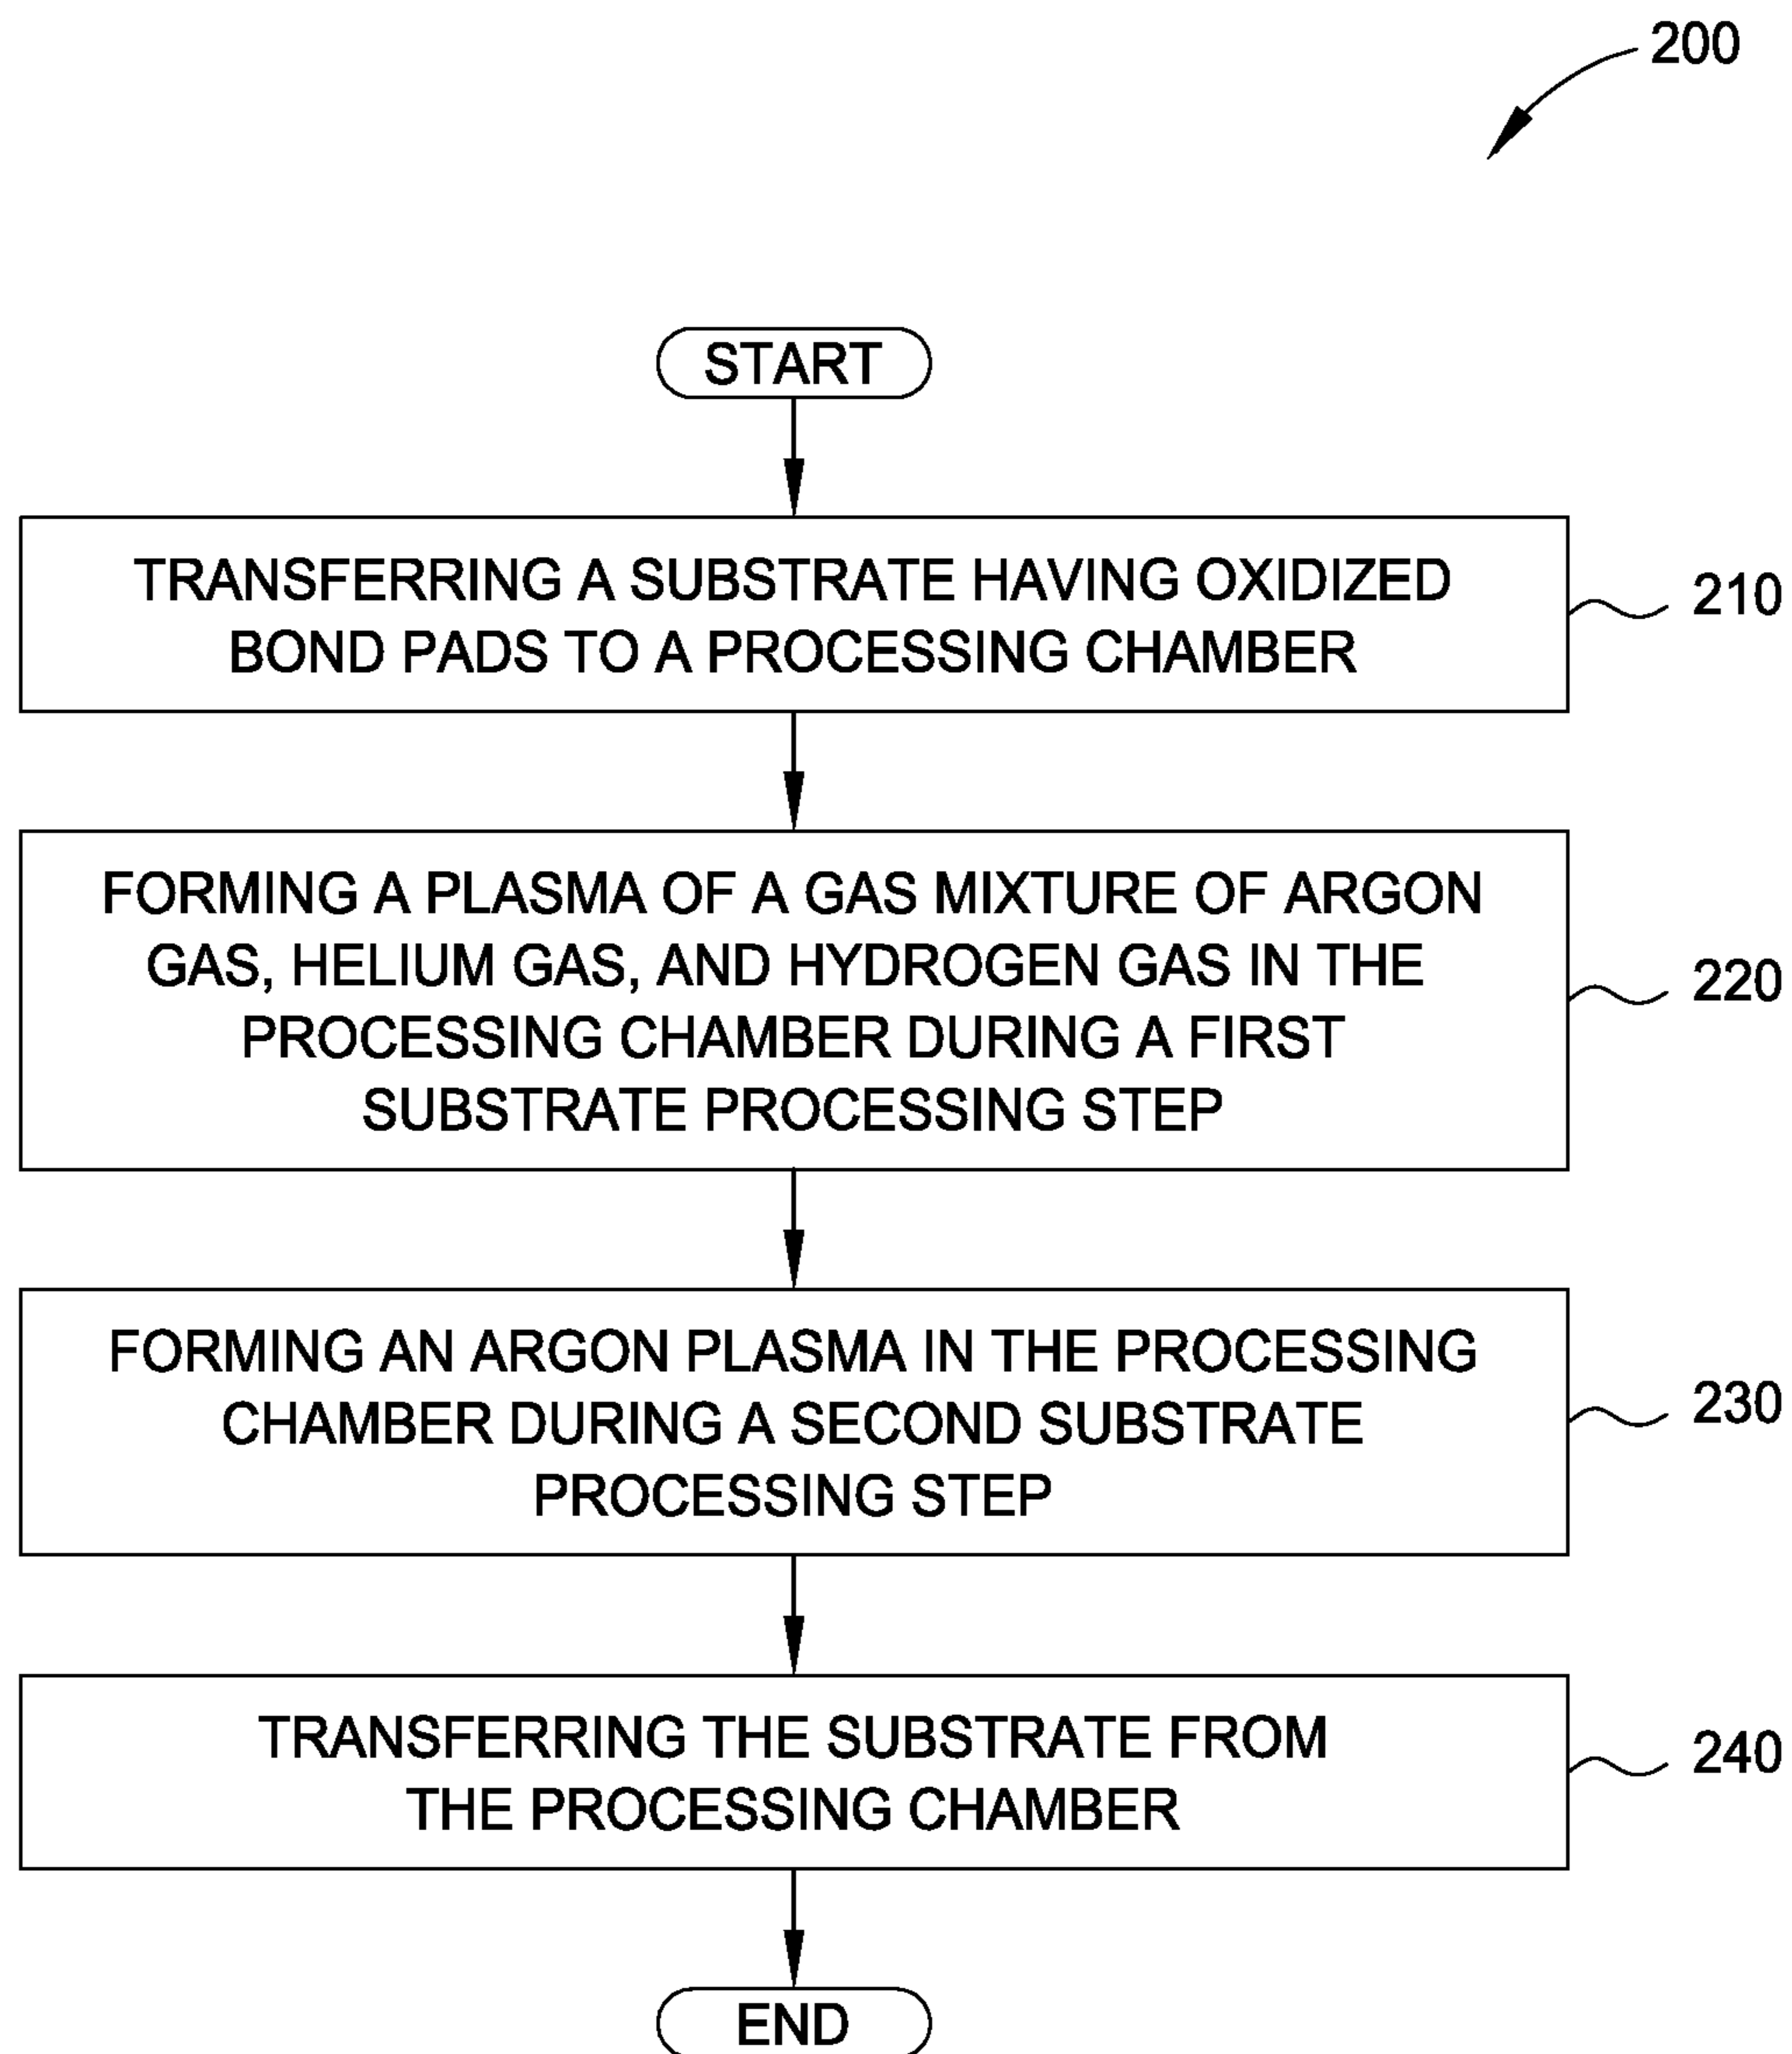 200
START
TRANSFERRING A SUBSTRATE HAVING OXIDIZED
BOND PADS TO A PROCESSING CHAMBER
210
FORMING A PLASMA OF A GAS MIXTURE OF ARGON
GAS, HELIUM GAS, AND HYDROGEN GAS IN THE
PROCESSING CHAMBER DURING A FIRST
SUBSTRATE PROCESSING STEP
220
FORMING AN ARGON PLASMA IN THE PROCESSING
CHAMBER DURING A SECOND SUBSTRATE
PROCESSING STEP
230
TRANSFERRING THE SUBSTRATE FROM
THE PROCESSING CHAMBER
240
END